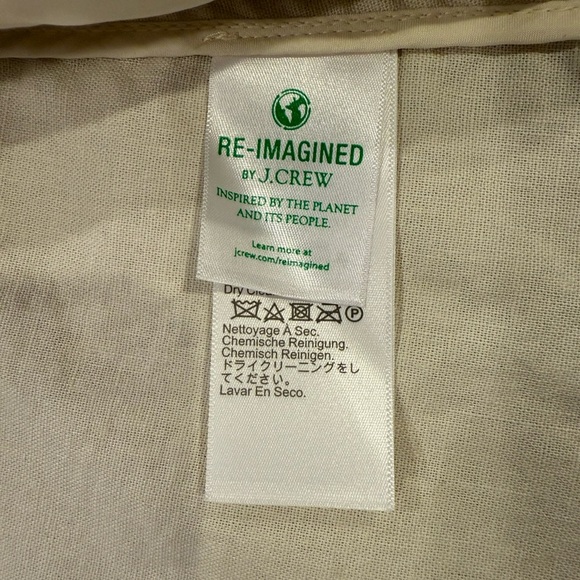 RE-IMAGINED
BY J.CREW
INSPIRED BY THE PLANET
AND ITS PEOPLE.
Learn more at
jcrew.com/reimagined
Dry
P
Nettoyage À Sec.
Chemische Reinigung.
Chemisch Reinigen.
ドライクリーニングをし
てください。
Lavar En Seco.